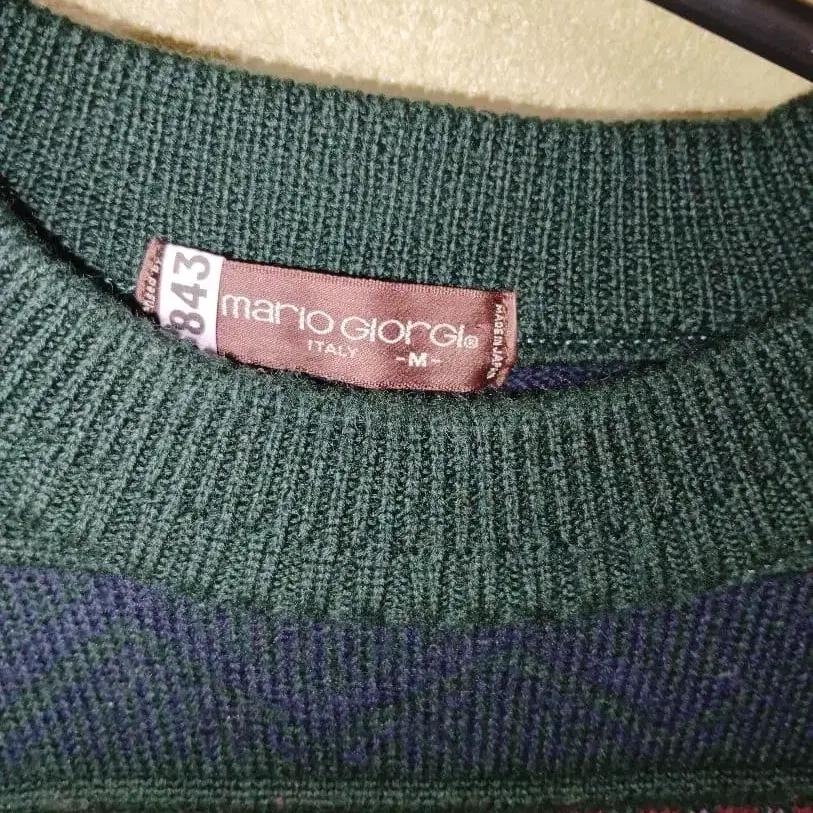 843
mario GIOrGI®
ITALY
-M-
MADE IN JAPAN